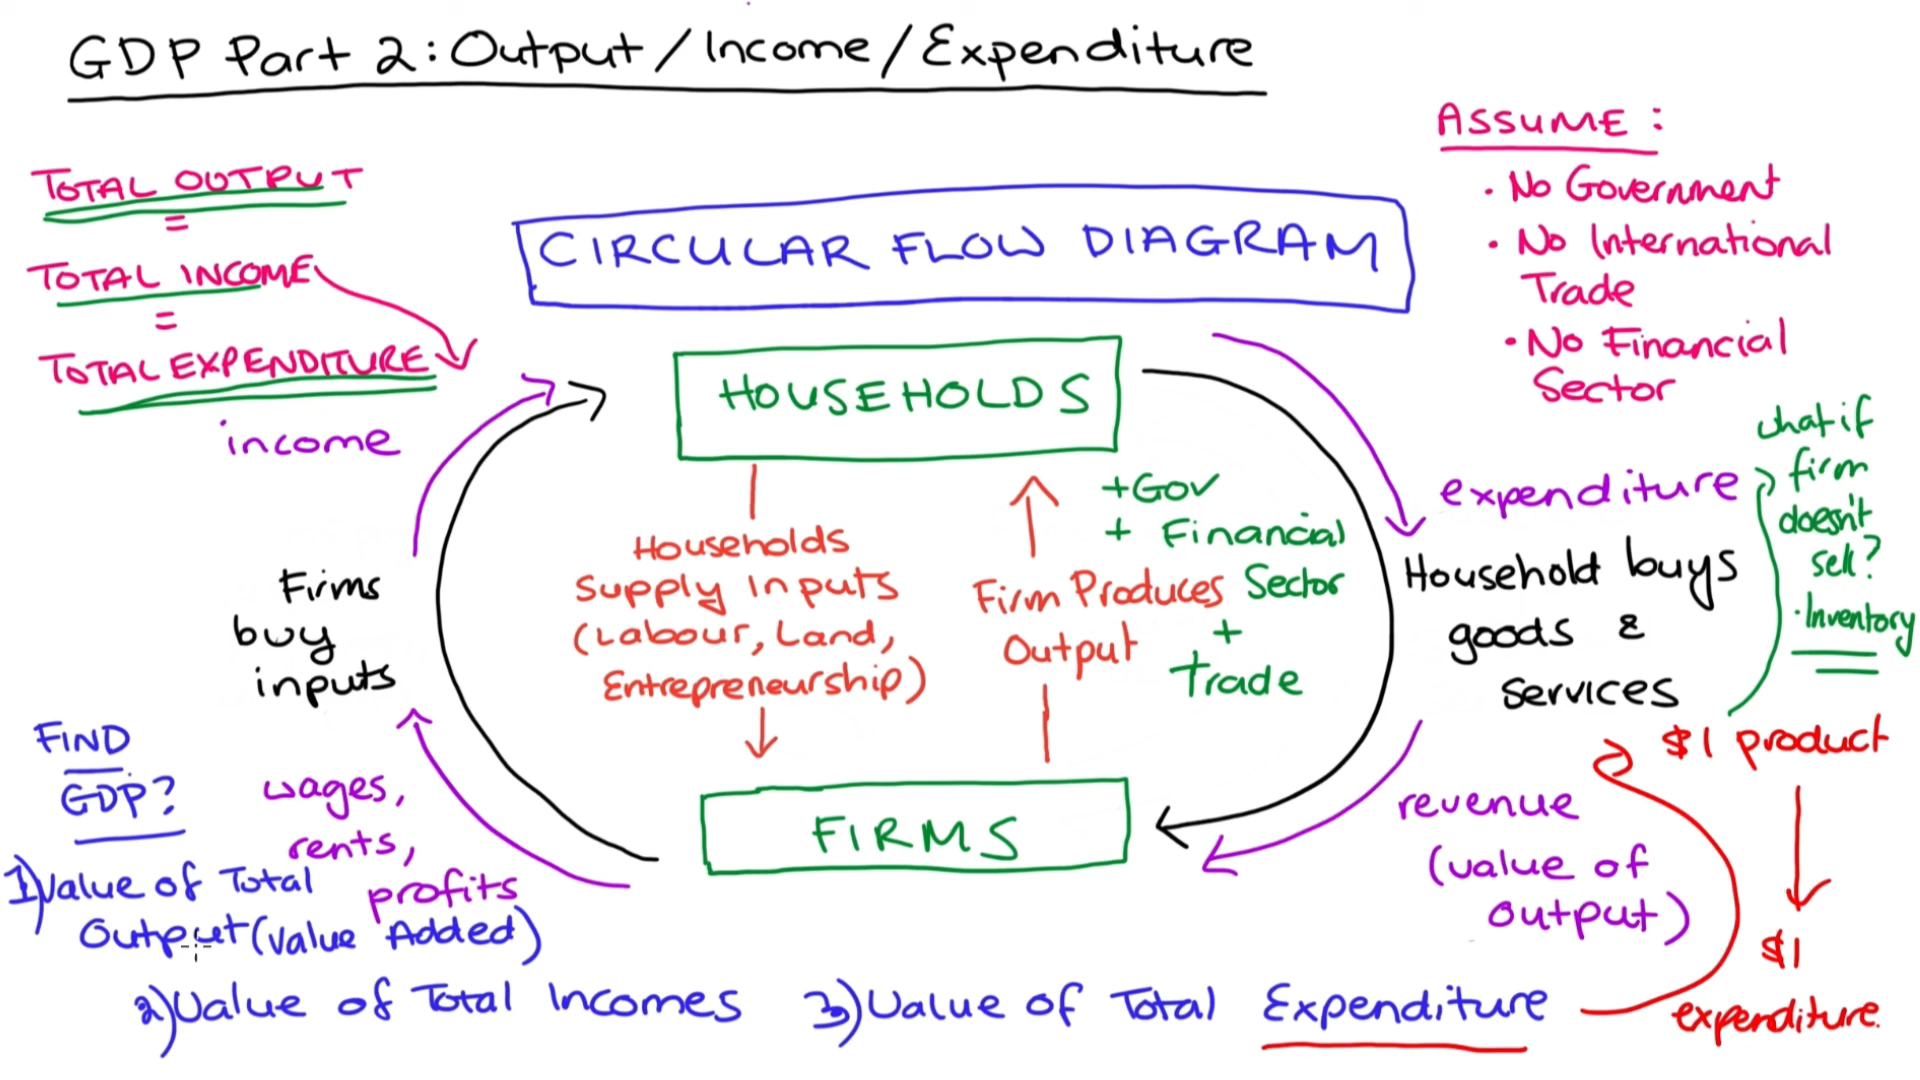 GDP Part 2: Output/Income/Expenditure
TOTAL OUTPUT
=
TOTAL INCOME
=
TOTAL EXPENDITURE
ASSUME:
· No Government
· No International
Trade
· No Financial
Sector
CIRCULAR FLOW DIAGRAM
HOUSEHOLDS
income
Firms
buy
inputs
wages,
rents,
profits
Households
Supply Inputs
(Labour, Land,
Entrepreneurship)
Firm Produces
Output
+Gov
+ Financial
Sector
+
Trade
FIRMS
expenditure
Household buys
goods &
services
revenue
(value of
output)
what if
firm
doesn't
sell?
· Inventory
$1 product
$1
expenditure.
FIND
GDP?
1) Value of Total
Output (Value Added)
2) Value of Total Incomes
3) Value of Total Expenditure